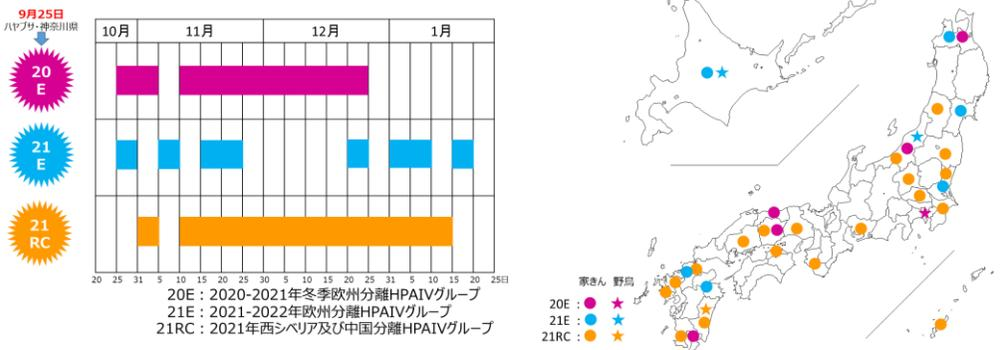 9月25日
ハヤブサ・神奈川県
10月 11月 12月 1月
20
E
21
E
21
RC
20 25 31 5 10 15 20 25 30 5 10 15 20 25 31 5 10 15 20 25日
20E：2020-2021年冬季欧州分離HPAIVグループ
21E：2021-2022年欧州分離HPAIVグループ
21RC：2021年西シベリア及び中国分離HPAIVグループ
家きん 野鳥
20E :
21E :
21RC :